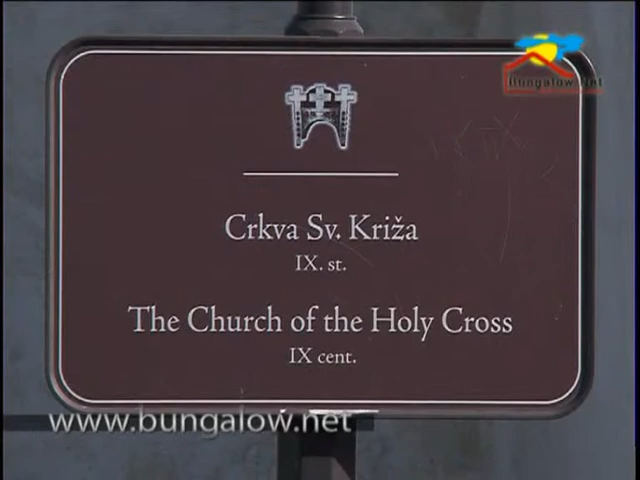 Bungalow.Net
Crkva Sv. Križa
IX. st.
The Church of the Holy Cross
IX cent.
www.bungalow.net